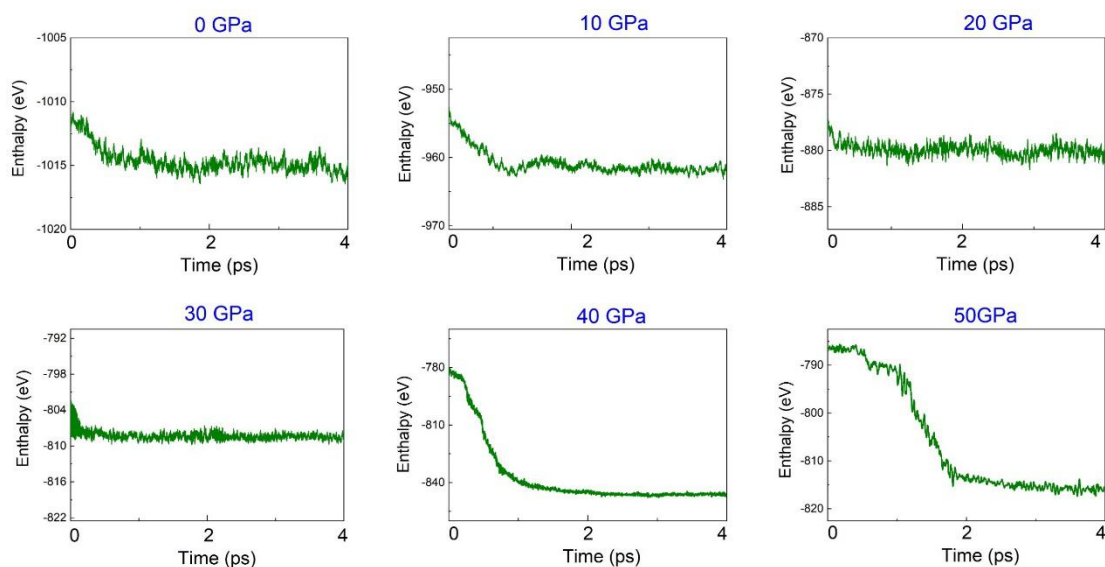 0 GPa
10 GPa
20 GPa
Enthalpy (eV)
-1005
-1010
-1015
-1020
0
2
4
Time (ps)
Enthalpy (eV)
-950
-960
-970
0
2
4
Time (ps)
Enthalpy (eV)
-870
-875
-880
-885
0
2
4
Time (ps)
30 GPa
40 GPa
50GPa
Enthalpy (eV)
-792
-798
-804
-810
-816
-822
0
2
4
Time (ps)
Enthalpy (eV)
-780
-810
-840
0
2
4
Time (ps)
Enthalpy (eV)
-790
-800
-810
-820
0
2
4
Time (ps)